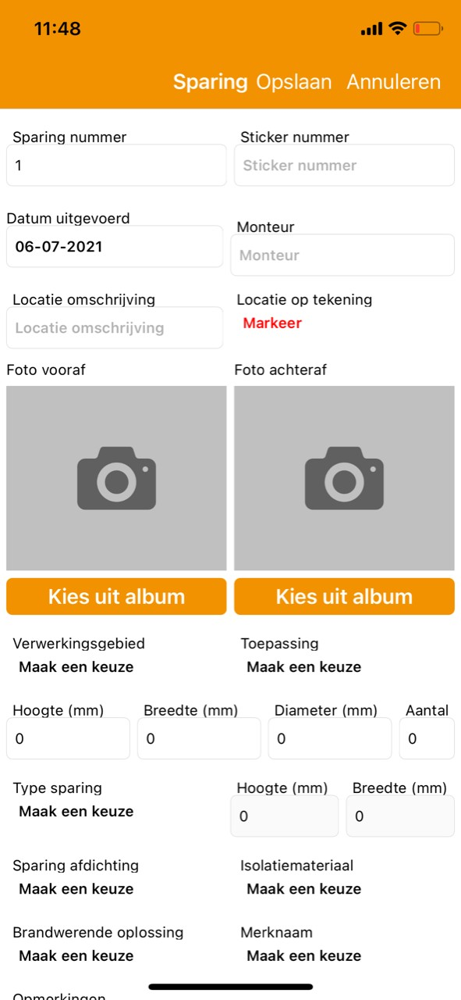 11:48
Sparing Opslaan Annuleren
Sparing nummer Sticker nummer
1 Sticker nummer
Datum uitgevoerd Monteur
06-07-2021 Monteur
Locatie omschrijving Locatie op tekening
Locatie omschrijving Markeer
Foto vooraf Foto achteraf
Kies uit album Kies uit album
Verwerkingsgebied Toepassing
Maak een keuze Maak een keuze
Hoogte (mm) Breedte (mm) Diameter (mm) Aantal
0 0 0 0
Type sparing Hoogte (mm) Breedte (mm)
Maak een keuze 0 0
Sparing afdichting Isolatiemateriaal
Maak een keuze Maak een keuze
Brandwerende oplossing Merknaam
Maak een keuze Maak een keuze
Opmerkingen